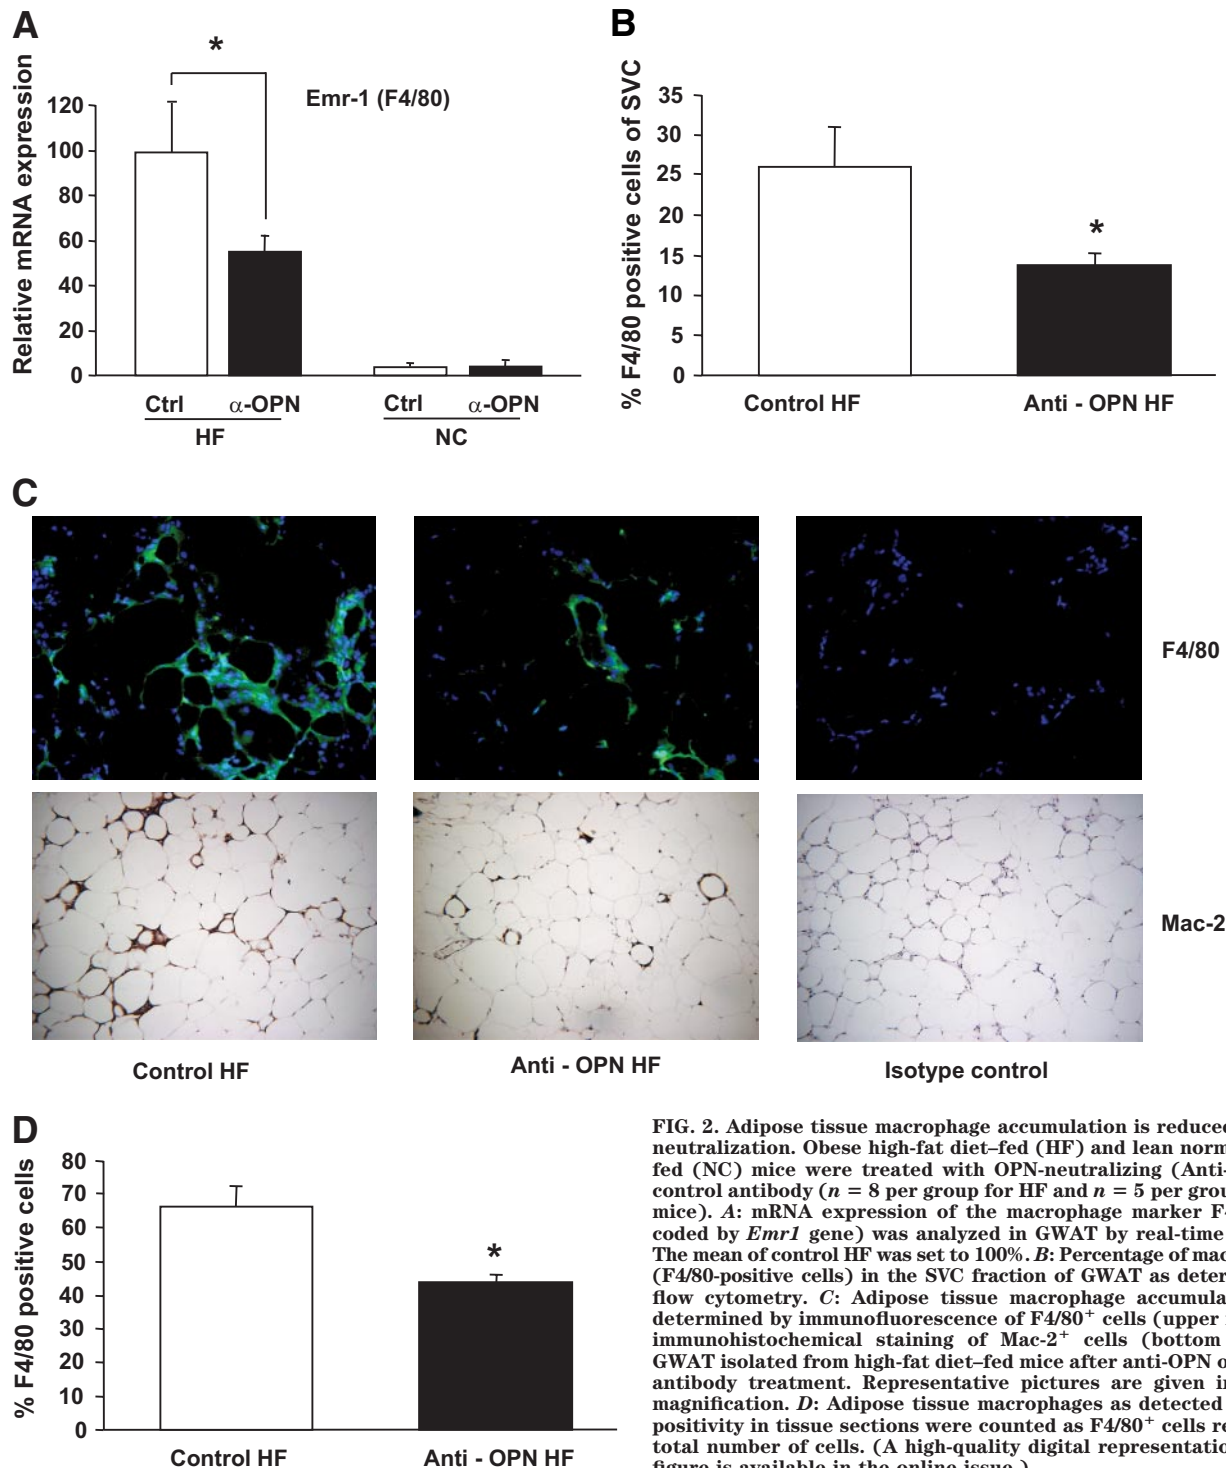 A
*
Emr-1 (F4/80)
Relative mRNA expression
120
100
80
60
40
20
0
Ctrl α-OPN Ctrl α-OPN
HF NC
B
% F4/80 positive cells of SVC
35
30
25
20
15
10
5
0
*
Control HF Anti - OPN HF
C
F4/80
Mac-2
Control HF Anti - OPN HF Isotype control
D
% F4/80 positive cells
80
70
60
50
40
30
20
10
0
*
Control HF Anti - OPN HF
FIG. 2. Adipose tissue macrophage accumulation is reduced
neutralization. Obese high-fat diet–fed (HF) and lean norm
fed (NC) mice were treated with OPN-neutralizing (Anti-
control antibody (n = 8 per group for HF and n = 5 per grou
mice). A: mRNA expression of the macrophage marker F4
coded by Emr1 gene) was analyzed in GWAT by real-time
The mean of control HF was set to 100%. B: Percentage of mac
(F4/80-positive cells) in the SVC fraction of GWAT as deter
flow cytometry. C: Adipose tissue macrophage accumula
determined by immunofluorescence of F4/80+ cells (upper
immunohistochemical staining of Mac-2+ cells (bottom
GWAT isolated from high-fat diet–fed mice after anti-OPN o
antibody treatment. Representative pictures are given in
magnification. D: Adipose tissue macrophages as detected
positivity in tissue sections were counted as F4/80+ cells re
total number of cells. (A high-quality digital representatio
figure is available in the online issue.)